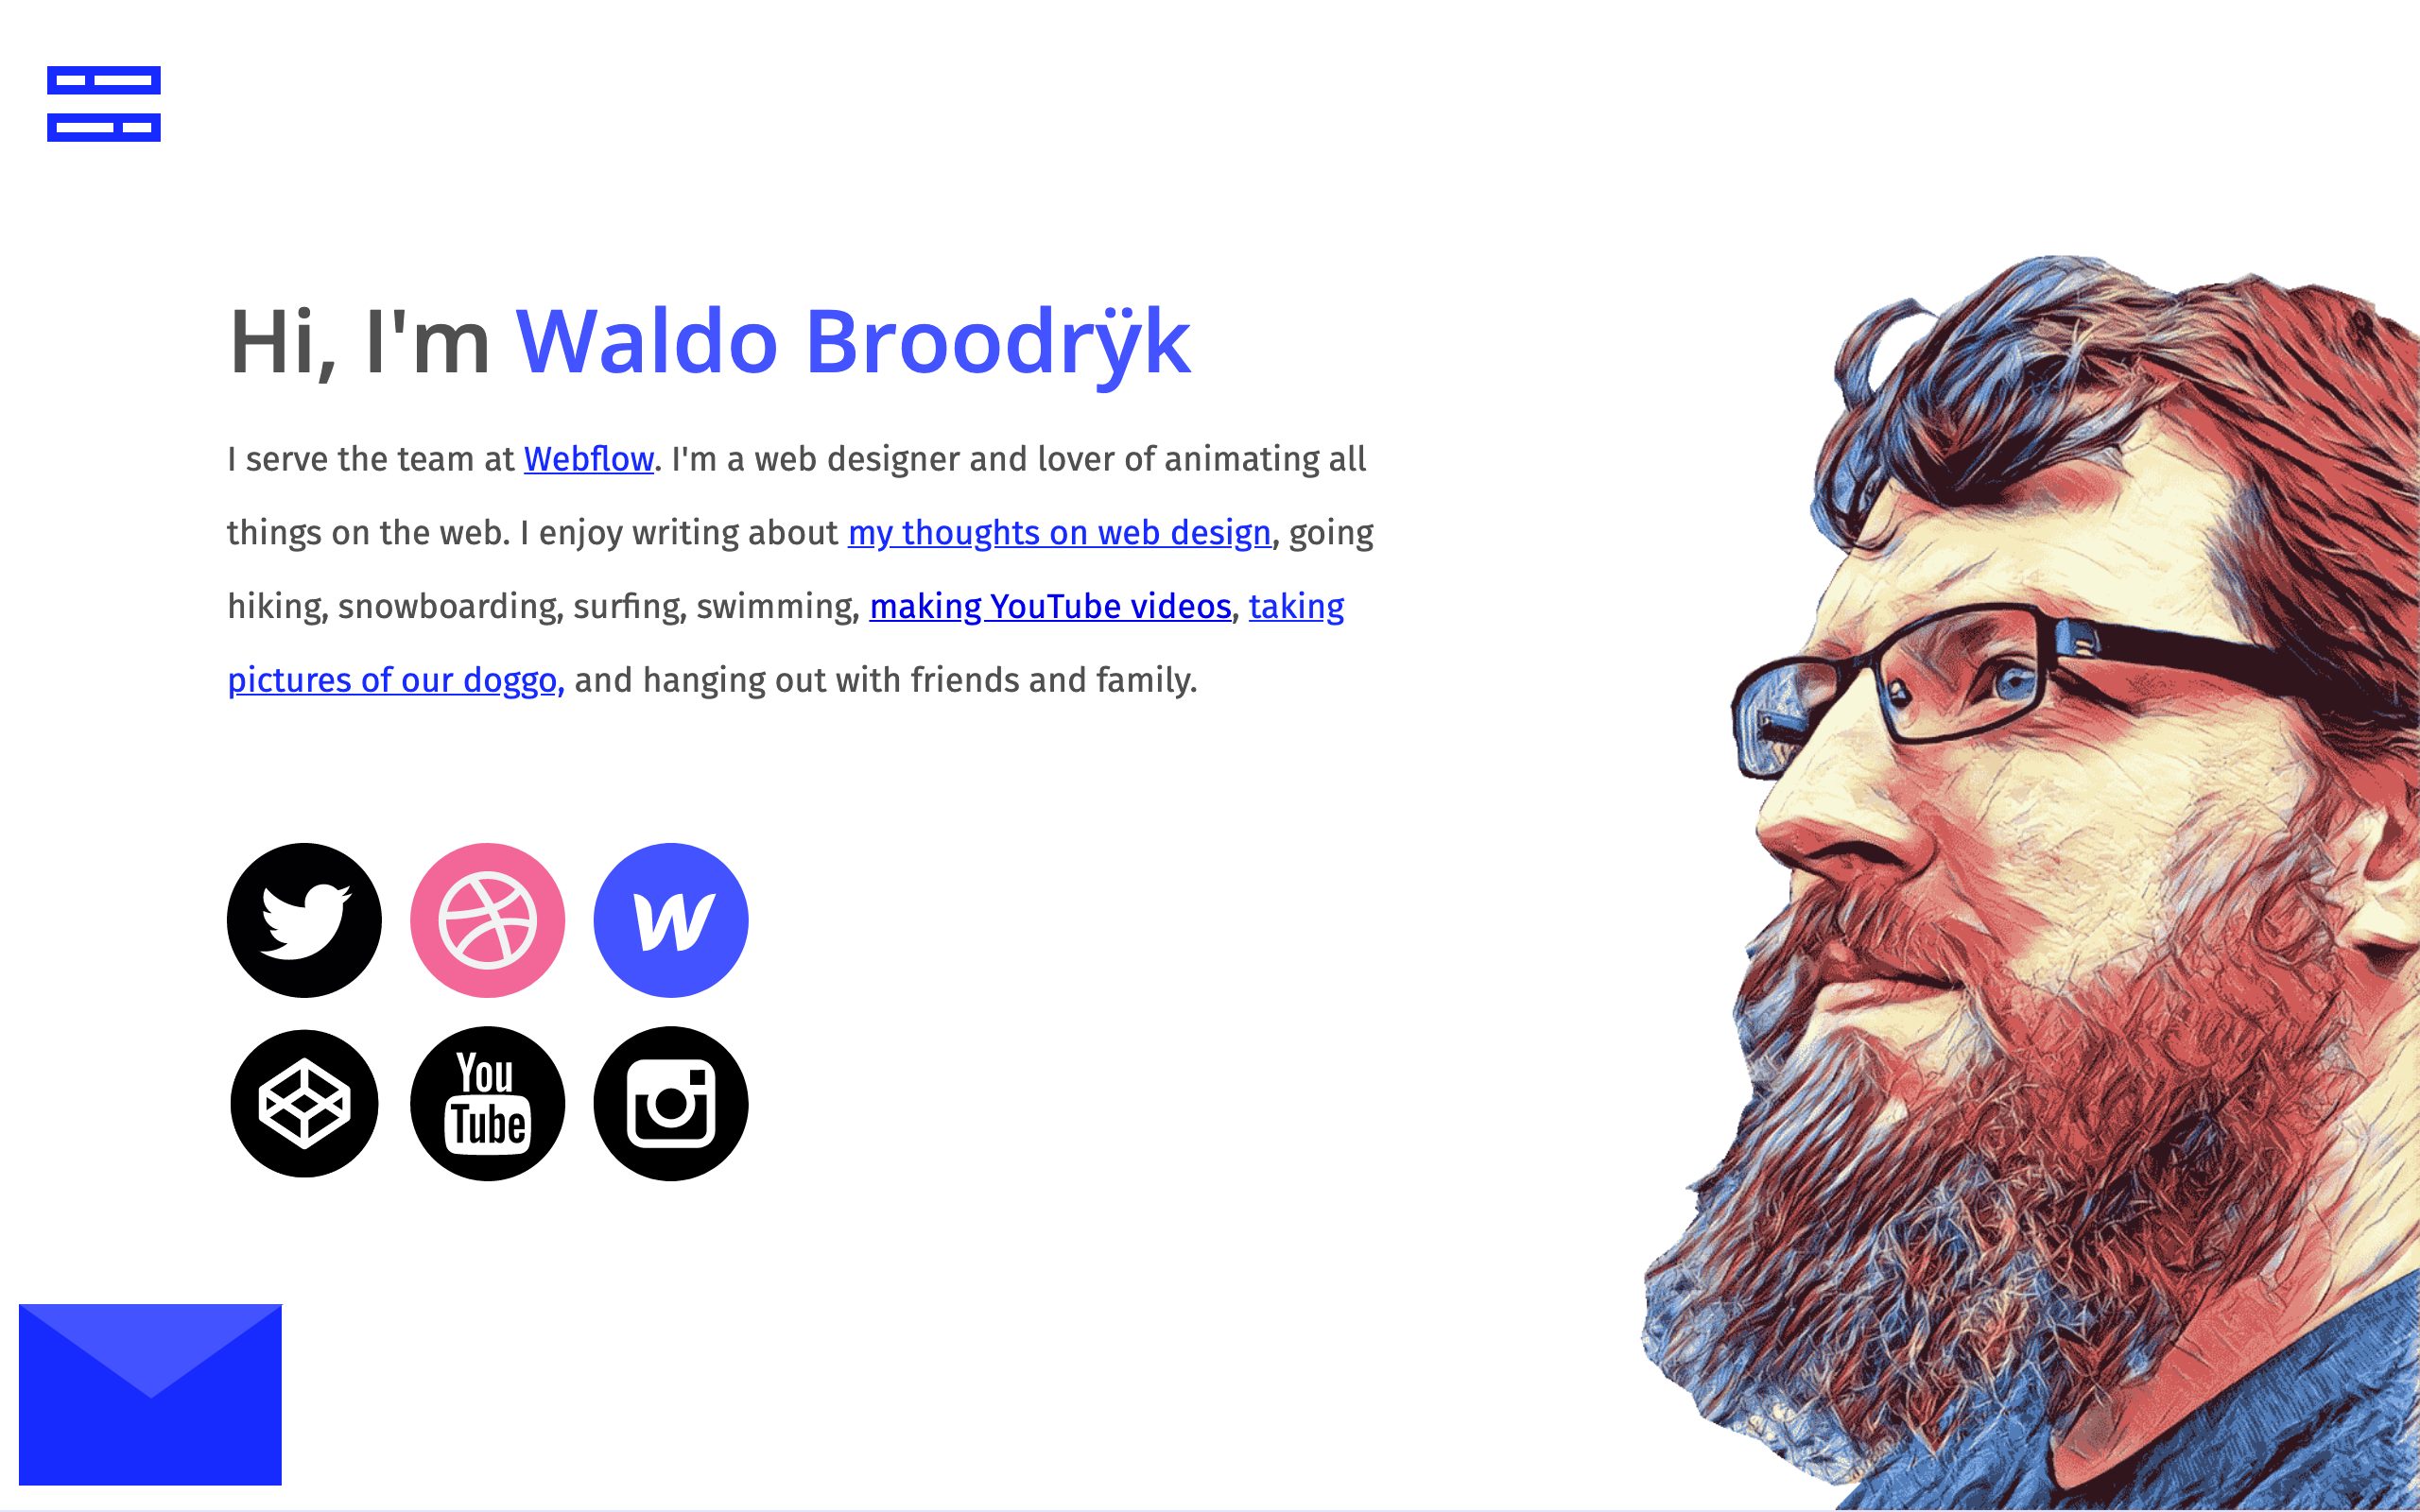 Hi, I'm Waldo Broodrÿk
I serve the team at Webflow. I'm a web designer and lover of animating all
things on the web. I enjoy writing about my thoughts on web design, going
hiking, snowboarding, surfing, swimming, making YouTube videos, taking
pictures of our doggo, and hanging out with friends and family.
W
You
Tube